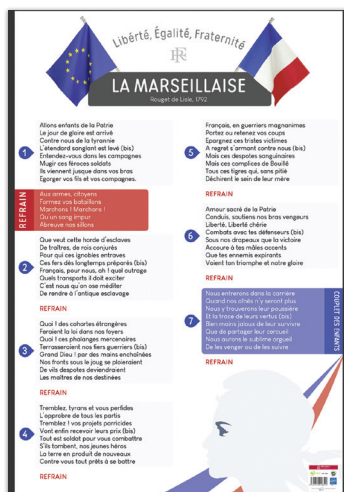 Liberté, Égalité, Fraternité
RF
LA MARSEILLAISE
Rouget de Lisle, 1792
1
Allons enfants de la Patrie
Le jour de gloire est arrivé
Contre nous de la tyrannie
L'étendard sanglant est levé (bis)
Entendez-vous dans les campagnes
Mugir ces féroces soldats
Ils viennent jusque dans vos bras
Égorger vos fils et vos compagnes.
REFRAIN
Aux armes, citoyens
Formez vos bataillons
Marchons ! Marchons !
Qu'un sang impur
Abreuve nos sillons
2
Que veut cette horde d'esclaves
De traîtres, de rois conjurés
Pour qui ces ignobles entraves
Ces fers dès longtemps préparés (bis)
Français, pour nous, ah ! quel outrage
Quels transports il doit exciter
C'est nous qu'on ose méditer
De rendre à l'antique esclavage
REFRAIN
3
Quoi ! des cohortes étrangères
Feraient la loi dans nos foyers
Quoi ! ces phalanges mercenaires
Terrasseraient nos fiers guerriers (bis)
Grand Dieu ! par des mains enchaînées
Nos fronts sous le joug se ploieraient
De vils despotes deviendraient
Les maîtres de nos destinées
REFRAIN
4
Tremblez, tyrans et vous perfides
L'opprobre de tous les partis
Tremblez ! vos projets parricides
Vont enfin recevoir leurs prix (bis)
Tout est soldat pour vous combattre
S'ils tombent, nos jeunes héros
La terre en produit de nouveaux
Contre vous tout prêts à se battre
REFRAIN
5
Français, en guerriers magnanimes
Portez ou retenez vos coups
Épargnez ces tristes victimes
A regret s'armant contre nous (bis)
Mais ces despotes sanguinaires
Mais ces complices de Bouillé
Tous ces tigres qui, sans pitié
Déchirent le sein de leur mère
REFRAIN
6
Amour sacré de la Patrie
Conduis, soutiens nos bras vengeurs
Liberté, Liberté chérie
Combats avec tes défenseurs (bis)
Sous nos drapeaux que la victoire
Accoure à tes mâles accents
Que tes ennemis expirants
Voient ton triomphe et notre gloire
REFRAIN
7
Nous entrerons dans la carrière
Quand nos aînés n'y seront plus
Nous y trouverons leur poussière
Et la trace de leurs vertus (bis)
Bien moins jaloux de leur survivre
Que de partager leur cercueil
Nous aurons le sublime orgueil
De les venger ou de les suivre
COUPLET DES ENFANTS
REFRAIN